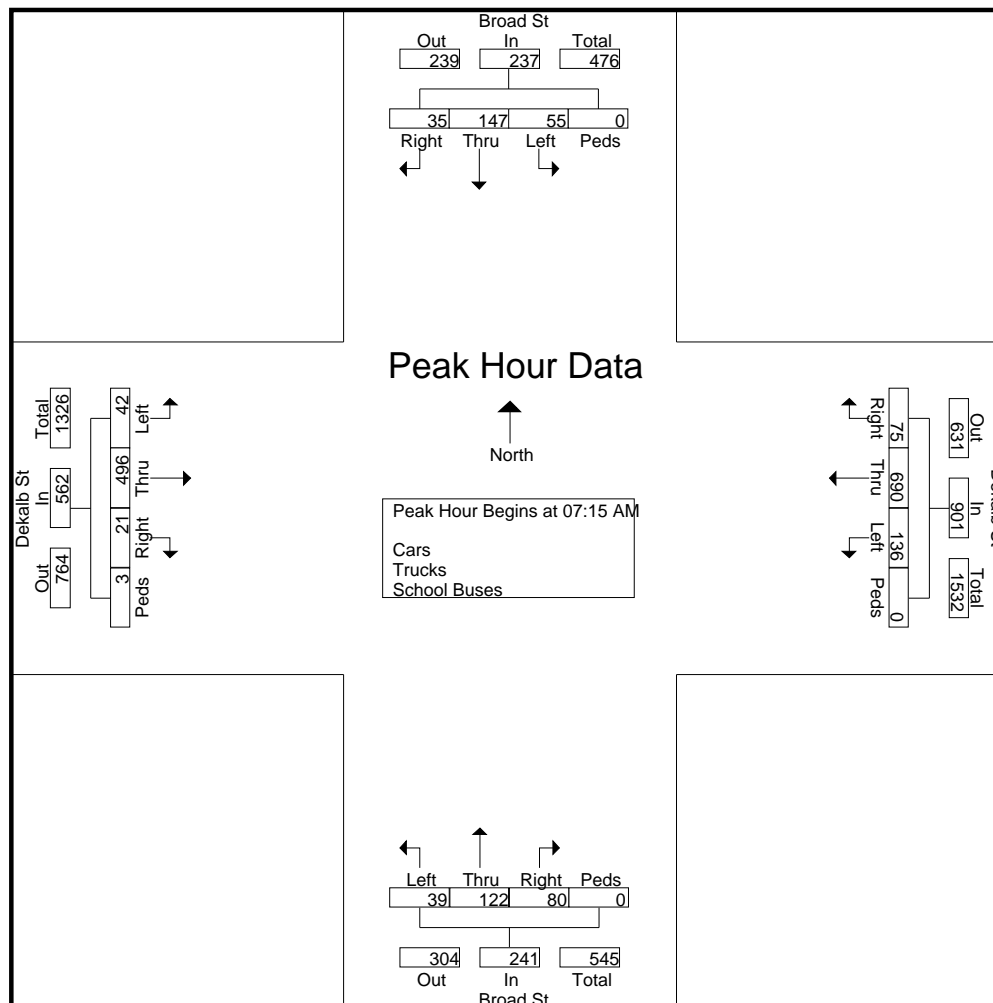 Broad St
Out In Total
239 237 476
35 147 55 0
Right Thru Left Peds
Peak Hour Data
North
Peak Hour Begins at 07:15 AM
Cars
Trucks
School Buses
Dekalb St
Total In Out
1326 562 764
42 496 21 3
Left Thru Right Peds
Out In Total
631 901 1532
75 690 136 0
Right Thru Left Peds
Left Thru Right Peds
39 122 80 0
304 241 545
Out In Total
Broad St